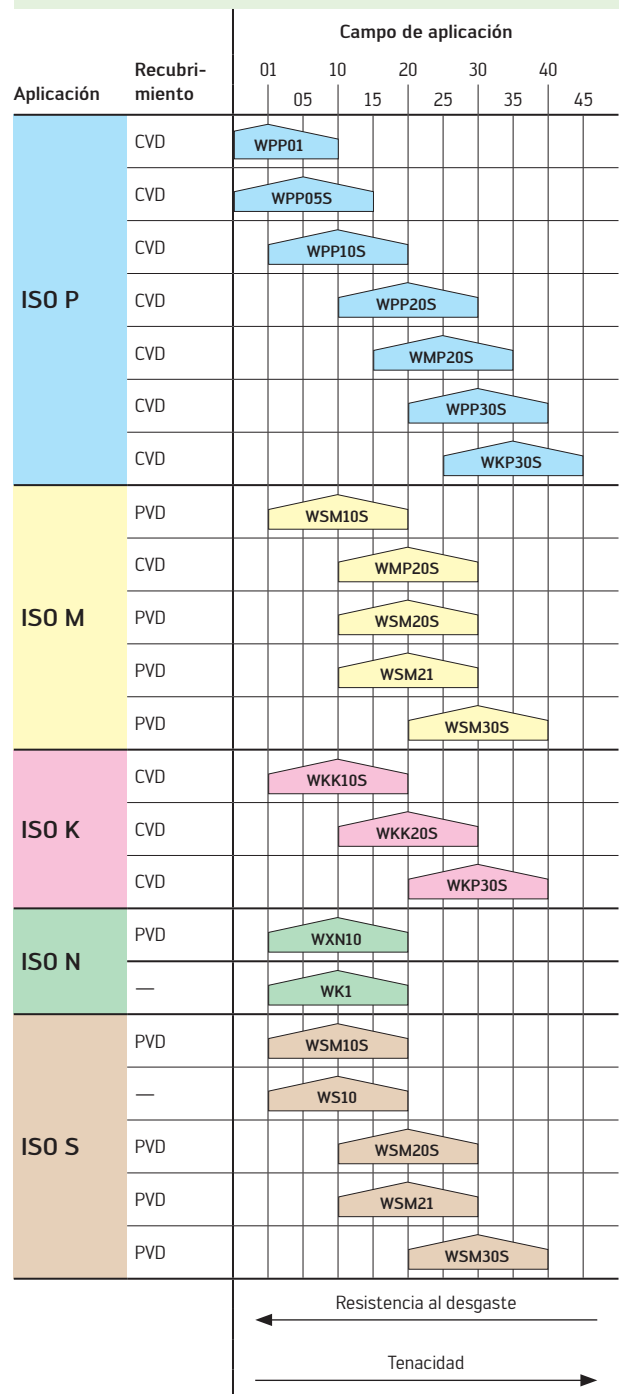 Campo de aplicación
Aplicación
Recubri-
miento
01 10 20 30 40
05 15 25 35 45
ISO P
CVD WPP01
CVD WPP05S
CVD WPP10S
CVD WPP20S
CVD WMP20S
CVD WPP30S
CVD WKP30S
ISO M
PVD WSM10S
CVD WMP20S
PVD WSM20S
PVD WSM21
PVD WSM30S
ISO K
CVD WKK10S
CVD WKK20S
CVD WKP30S
ISO N
PVD WXN10
— WK1
ISO S
PVD WSM10S
— WS10
PVD WSM20S
PVD WSM21
PVD WSM30S
Resistencia al desgaste
Tenacidad